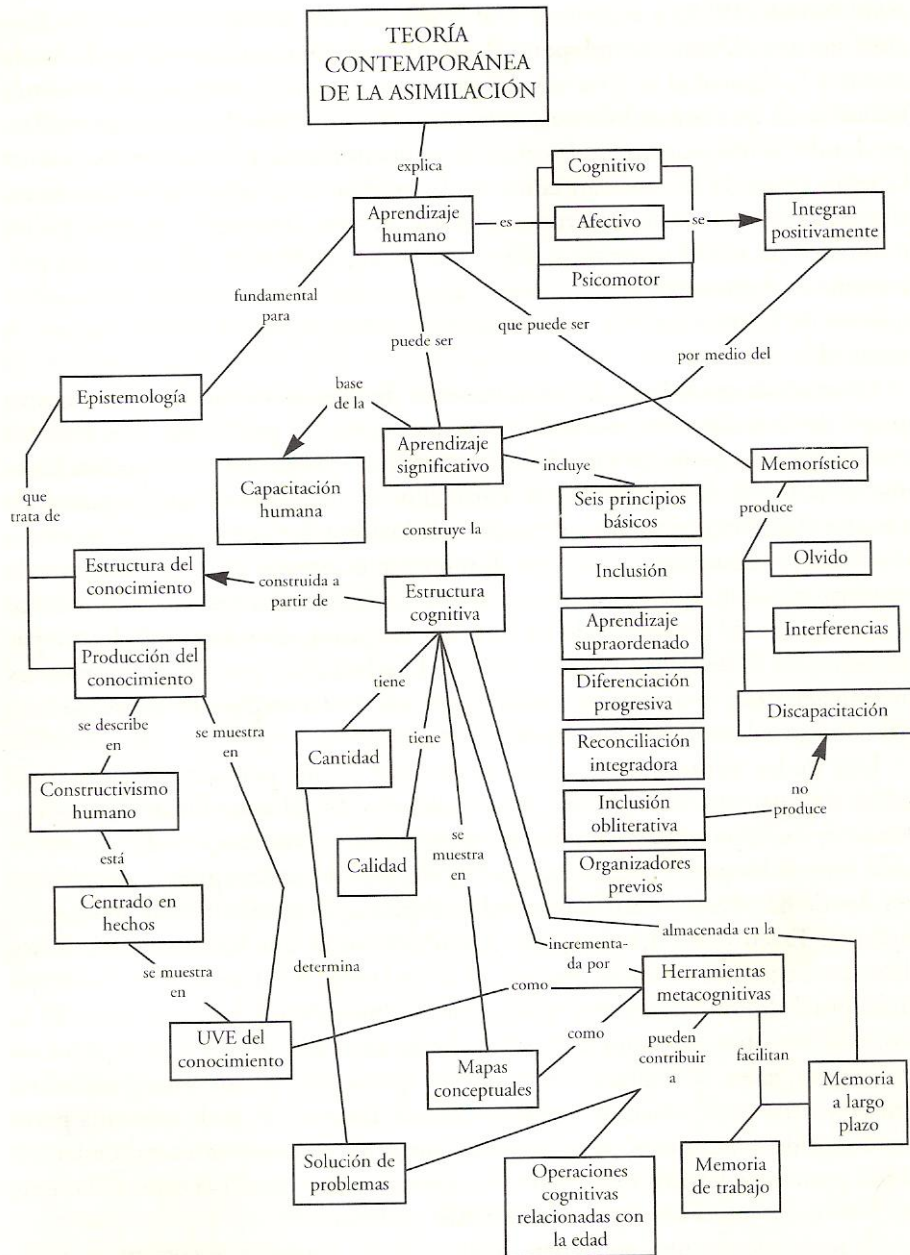 TEORÍA
CONTEMPORÁNEA
DE LA ASIMILACIÓN
explica
Cognitivo
Aprendizaje
humano
es
Afectivo
se
Integran
positivamente
Psicomotor
fundamental
para
puede ser
que puede ser
por medio del
Epistemología
base
de la
Aprendizaje
significativo
incluye
Memorístico
Capacitación
humana
Seis principios
básicos
produce
que
trata de
construye la
Olvido
Inclusión
Estructura del
conocimiento
construida a
partir de
Estructura
cognitiva
Aprendizaje
supraordenado
Interferencias
Producción del
conocimiento
tiene
Diferenciación
progresiva
Discapacitación
se describe
en
se muestra
en
tiene
Cantidad
Reconciliación
integradora
Constructivismo
humano
no
produce
Inclusión
obliterativa
se
muestra
en
Calidad
está
Organizadores
previos
Centrado en
hechos
almacenada en la
incrementa-
da por
determina
se muestra
en
como
Herramientas
metacognitivas
UVE del
conocimiento
como
pueden
contribuir
a
facilitan
Mapas
conceptuales
Memoria
a largo
plazo
Solución de
problemas
Operaciones
cognitivas
relacionadas con
la edad
Memoria
de trabajo